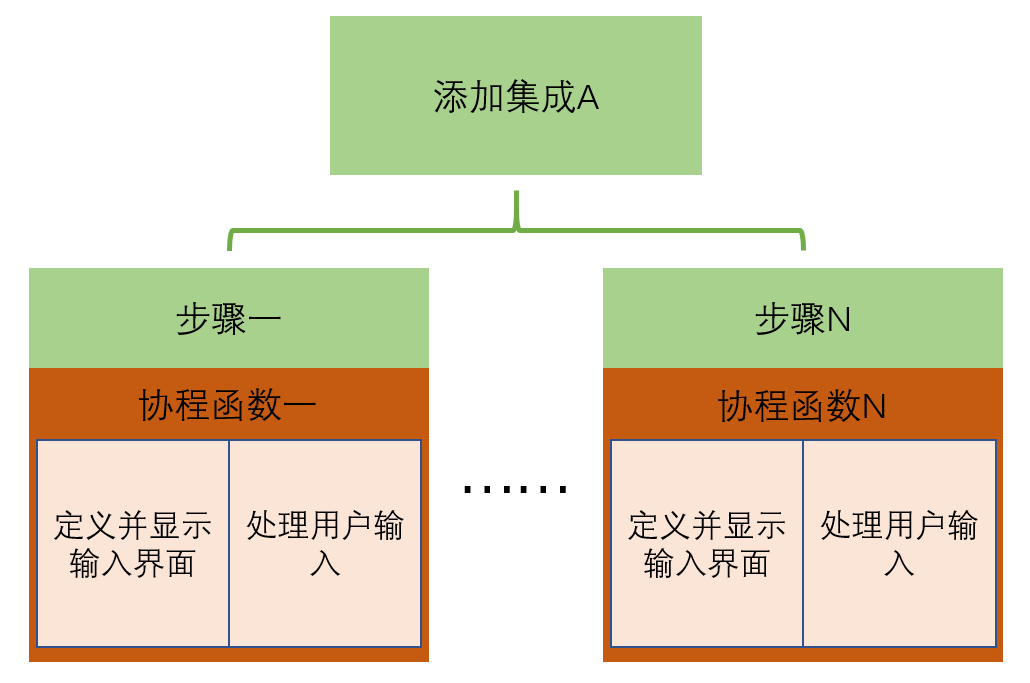 添加集成A
步骤一
步骤N
协程函数一
协程函数N
定义并显示
输入界面
处理用户输
入
……
定义并显示
输入界面
处理用户输
入